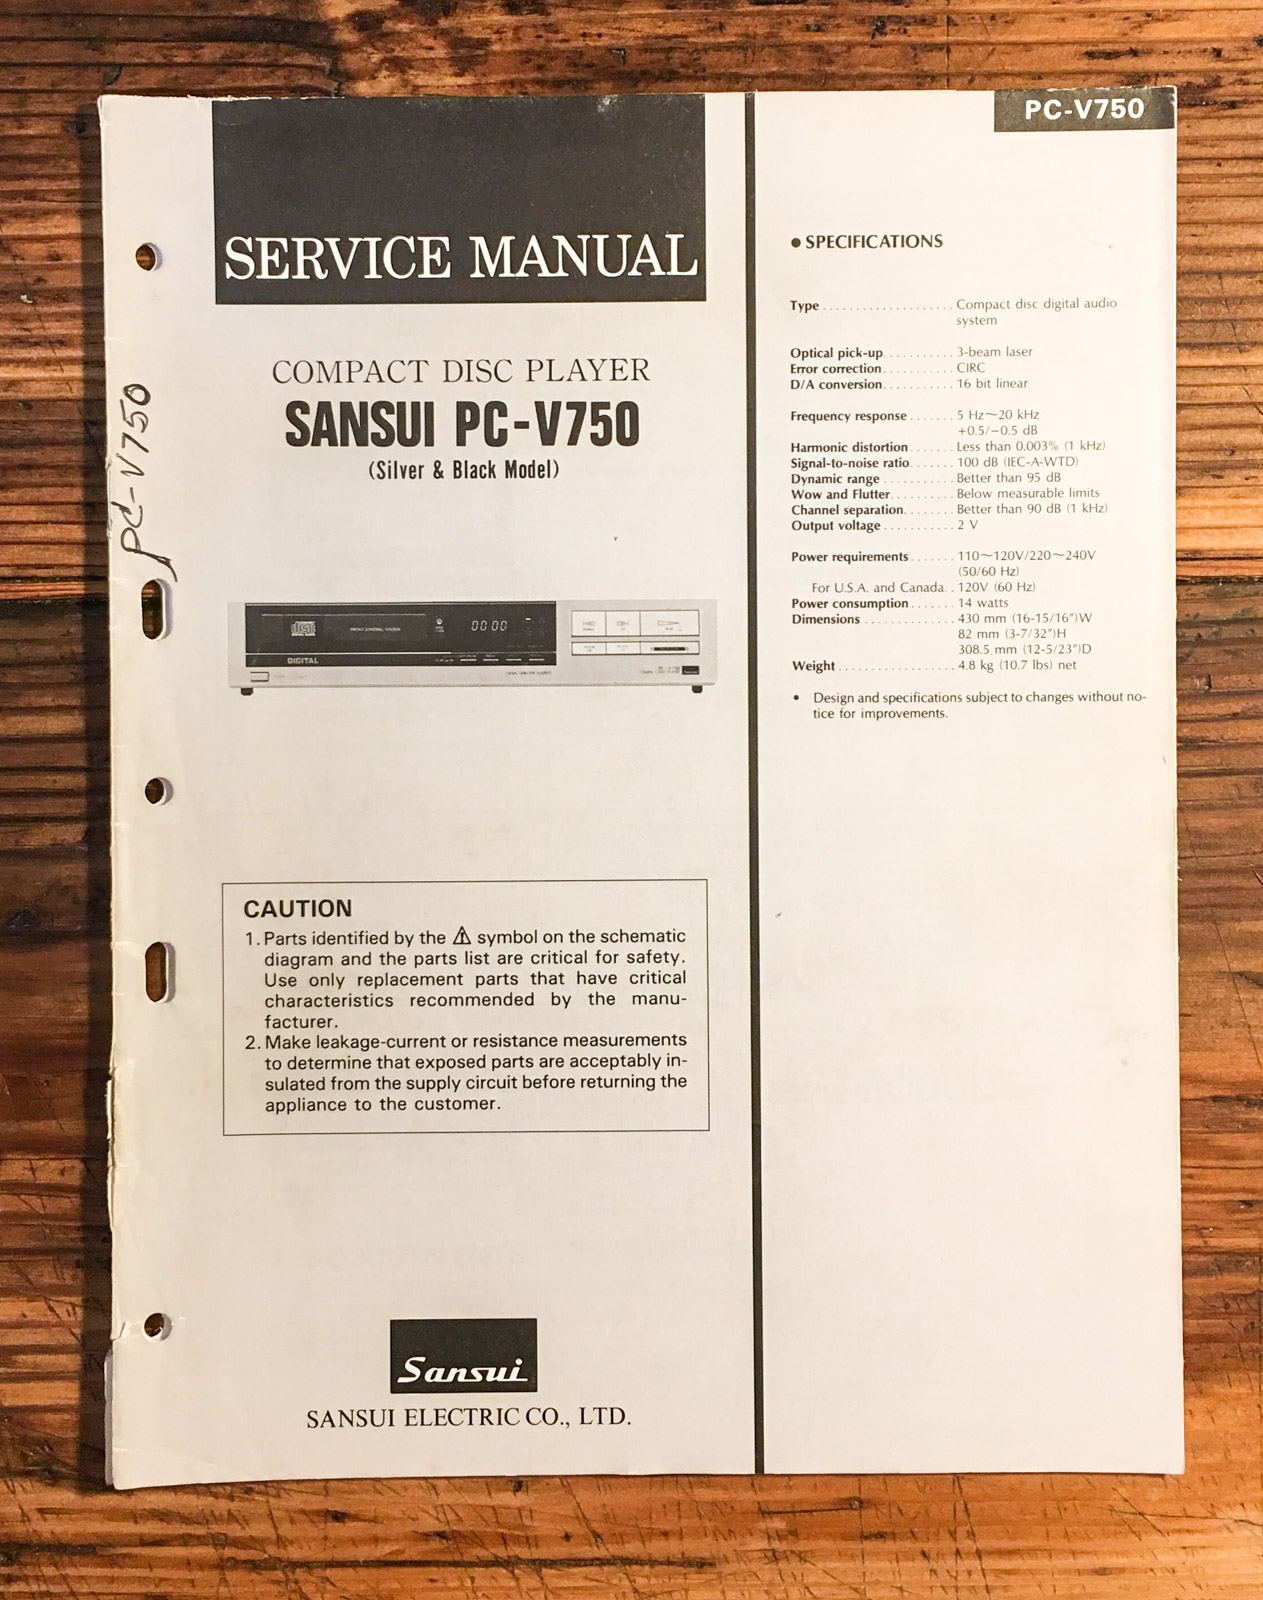 SERVICE MANUAL
COMPACT DISC PLAYER
SANSUI PC-V750
(Silver & Black Model)
PC-V750
DIGITAL
00 00
CAUTION
1. Parts identified by the ⚠ symbol on the schematic
diagram and the parts list are critical for safety.
Use only replacement parts that have critical
characteristics recommended by the manu-
facturer.
2. Make leakage-current or resistance measurements
to determine that exposed parts are acceptably in-
sulated from the supply circuit before returning the
appliance to the customer.
Sansui
SANSUI ELECTRIC CO., LTD.
PC-V750
● SPECIFICATIONS
Type . . . . . . . . . . . . . . . . . . . . Compact disc digital audio
system
Optical pick-up. . . . . . . . . . . 3-beam laser
Error correction. . . . . . . . . . . CIRC
D/A conversion. . . . . . . . . . . 16 bit linear
Frequency response . . . . . . . 5 Hz～20 kHz
+0.5/−0.5 dB
Harmonic distortion . . . . . . . Less than 0.003% (1 kHz)
Signal-to-noise ratio. . . . . . . 100 dB (IEC-A-WTD)
Dynamic range . . . . . . . . . . . Better than 95 dB
Wow and Flutter. . . . . . . . . . Below measurable limits
Channel separation. . . . . . . . Better than 90 dB (1 kHz)
Output voltage . . . . . . . . . . . 2 V
Power requirements . . . . . . . 110～120V/220～240V
(50/60 Hz)
For U.S.A. and Canada. . 120V (60 Hz)
Power consumption . . . . . . . 14 watts
Dimensions . . . . . . . . . . . . . . 430 mm (16-15/16")W
82 mm (3-7/32")H
308.5 mm (12-5/23")D
Weight . . . . . . . . . . . . . . . . . . 4.8 kg (10.7 lbs) net
• Design and specifications subject to changes without no-
tice for improvements.